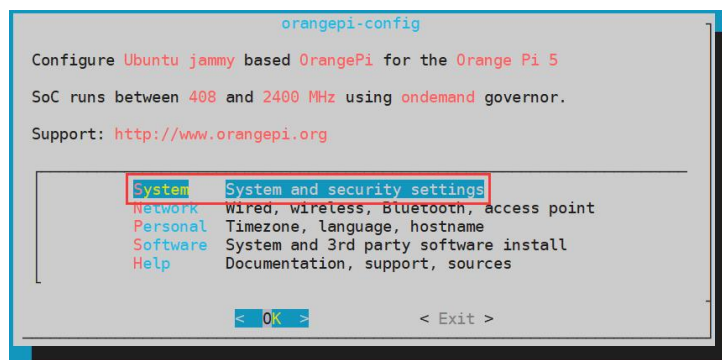 orangepi-config
Configure Ubuntu jammy based OrangePi for the Orange Pi 5
SoC runs between 408 and 2400 MHz using ondemand governor.
Support: http://www.orangepi.org
System System and security settings
Network Wired, wireless, Bluetooth, access point
Personal Timezone, language, hostname
Software System and 3rd party software install
Help Documentation, support, sources
< OK > < Exit >